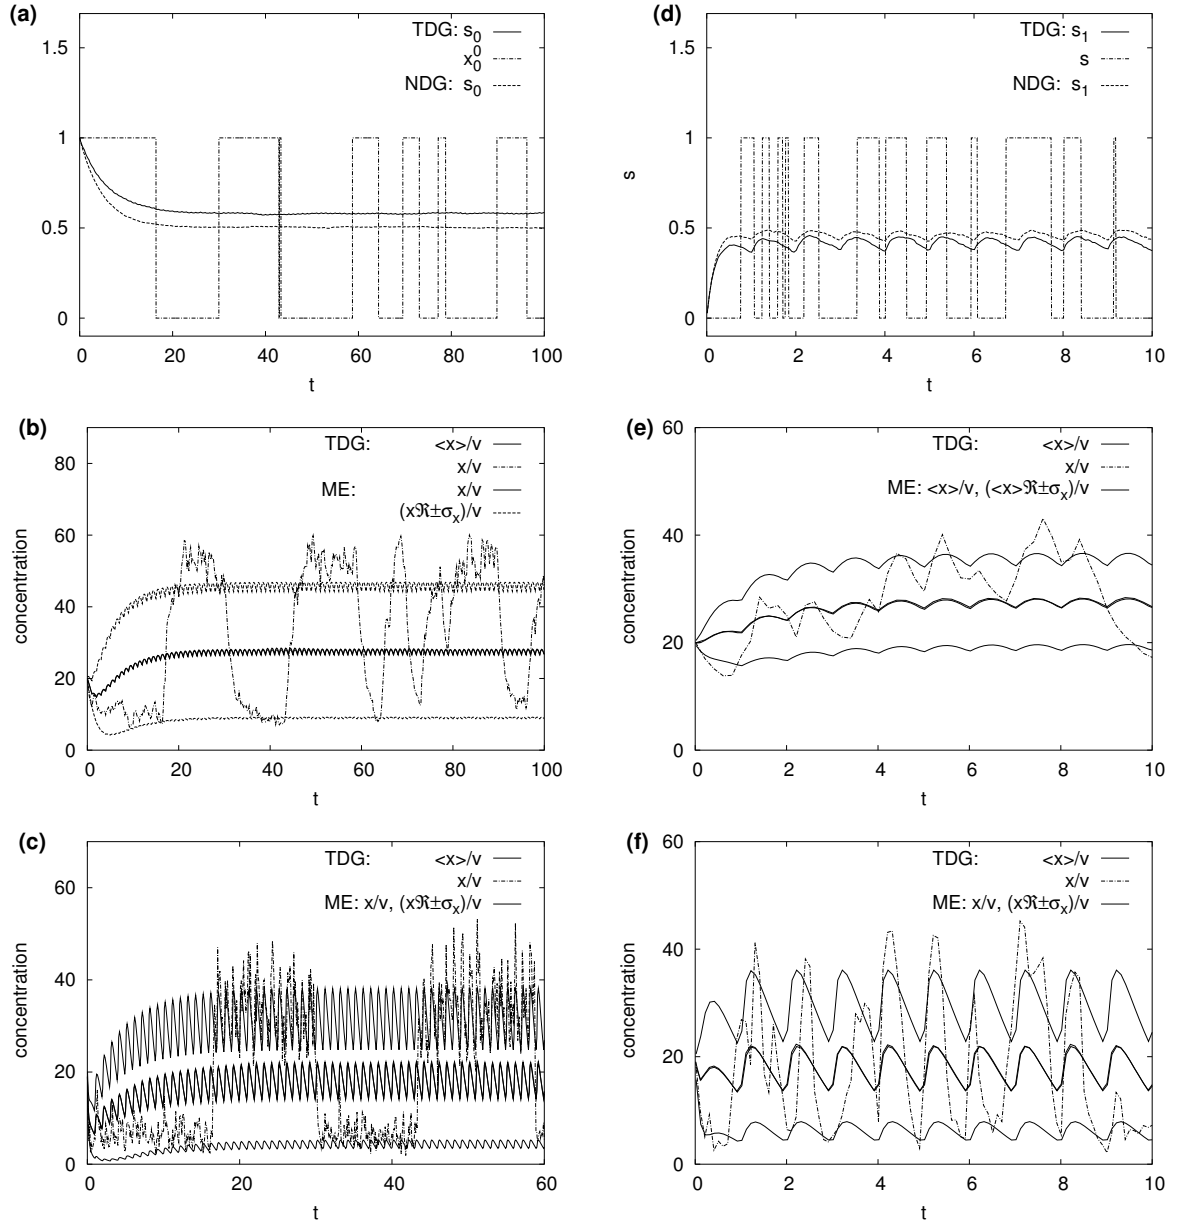 (a)
TDG: s0
x0 0
NDG: s0
1.5
1
0.5
0
0 20 40 60 80 100
t
(d)
TDG: s1
s
NDG: s1
1.5
1
0.5
0
s
0 2 4 6 8 10
t
(b)
TDG: <x>/v
x/v
ME: x/v
(xℜ±σx)/v
80
60
40
20
0
concentration
0 20 40 60 80 100
t
(e)
TDG: <x>/v
x/v
ME: <x>/v, (<x>ℜ±σx)/v
60
40
20
0
concentration
0 2 4 6 8 10
t
(c)
TDG: <x>/v
x/v
ME: x/v, (xℜ±σx)/v
60
40
20
0
concentration
0 20 40 60
t
(f)
TDG: <x>/v
x/v
ME: x/v, (xℜ±σx)/v
60
40
20
0
concentration
0 2 4 6 8 10
t